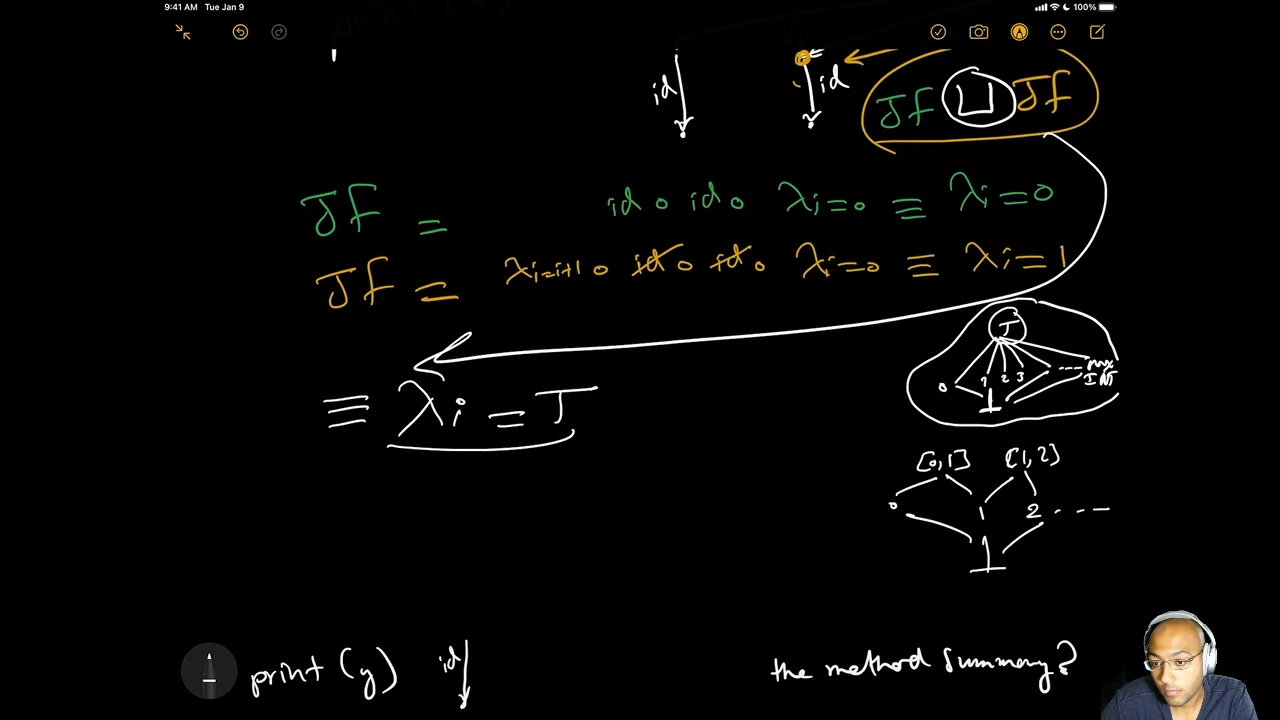 9:41 AM Tue Jan 9
100%
id
id
Jf ⊔ Jf
Jf = id ∘ id ∘ λi=0 ≡ λi=0
Jf = λi=i+1 ∘ id ∘ id ∘ λi=0 ≡ λi=1
⊤
0 1 2 3 ---- max
INT
⊥
≡ λi = ⊤
[0,1] [1,2]
0 1 2 ---
⊥
print (y) id
the method summary?